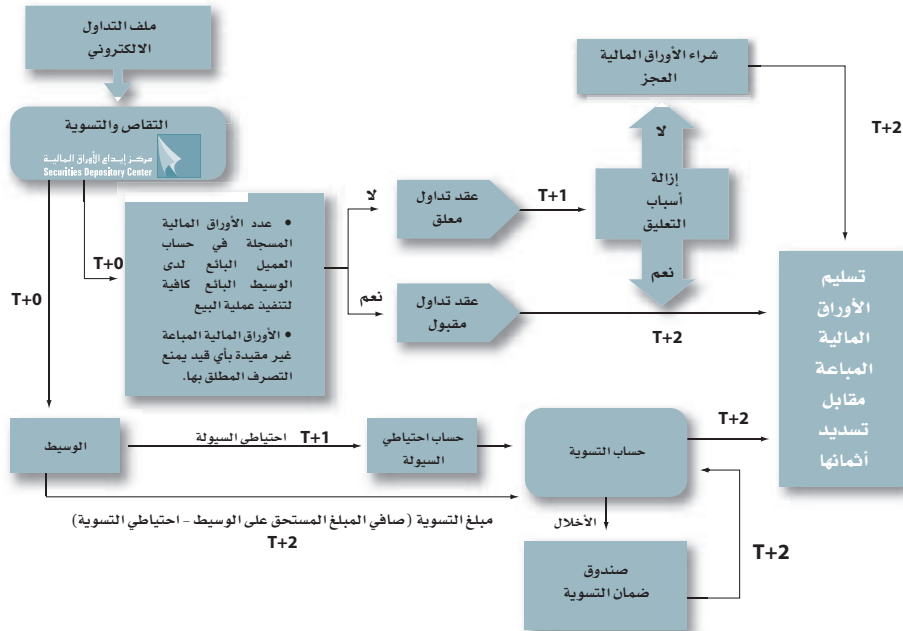 ملف التداول
الالكتروني
التقاص والتسوية
مركز إيداع الأوراق المالية
Securities Depository Center
T+0
T+0
• عدد الأوراق المالية
المسجلة في حساب
العميل البائع لدى
الوسيط البائع كافية
لتنفيذ عملية البيع
• الأوراق المالية المباعة
غير مقيدة بأي قيد يمنع
التصرف المطلق بها.
لا
نعم
عقد تداول
معلق
عقد تداول
مقبول
T+1
T+2
شراء الأوراق المالية
العجز
لا
إزالة
أسباب
التعليق
نعم
T+2
تسليم
الأوراق
المالية
المباعة
مقابل
تسديد
أثمانها
الوسيط
احتياطي السيولة T+1
حساب احتياطي
السيولة
حساب التسوية
T+2
مبلغ التسوية (صافي المبلغ المستحق على الوسيط - احتياطي التسوية)
T+2
الأخلال
صندوق
ضمان التسوية
T+2